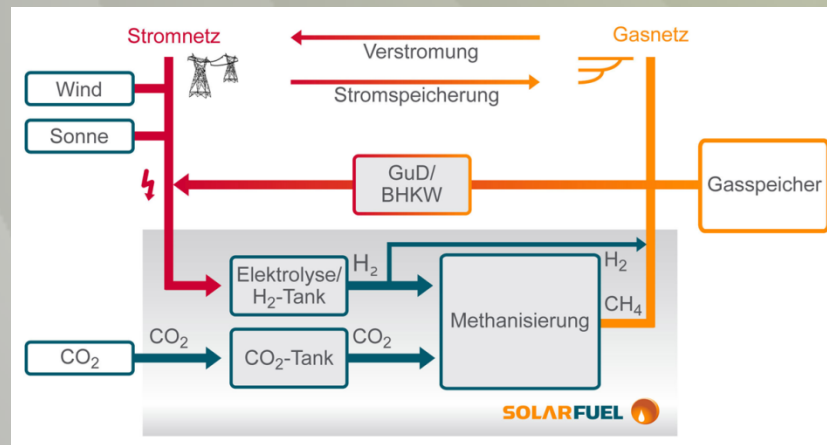 Stromnetz
Verstromung
Gasnetz
Wind
Stromspeicherung
Sonne
GuD/
BHKW
Gasspeicher
Elektrolyse/
H₂-Tank
H₂
H₂
Methanisierung
CH₄
CO₂
CO₂
CO₂-Tank
CO₂
SOLARFUEL